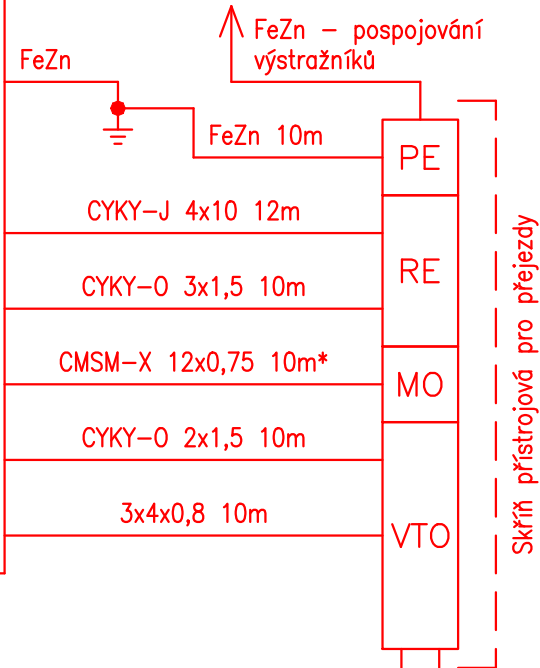 FeZn – pospojování
výstražníků
FeZn
FeZn 10m
PE
CYKY–J 4x10 12m
RE
CYKY–O 3x1,5 10m
CMSM–X 12x0,75 10m*
MO
CYKY–O 2x1,5 10m
3x4x0,8 10m
VTO
Skříň přístrojová pro přejezdy